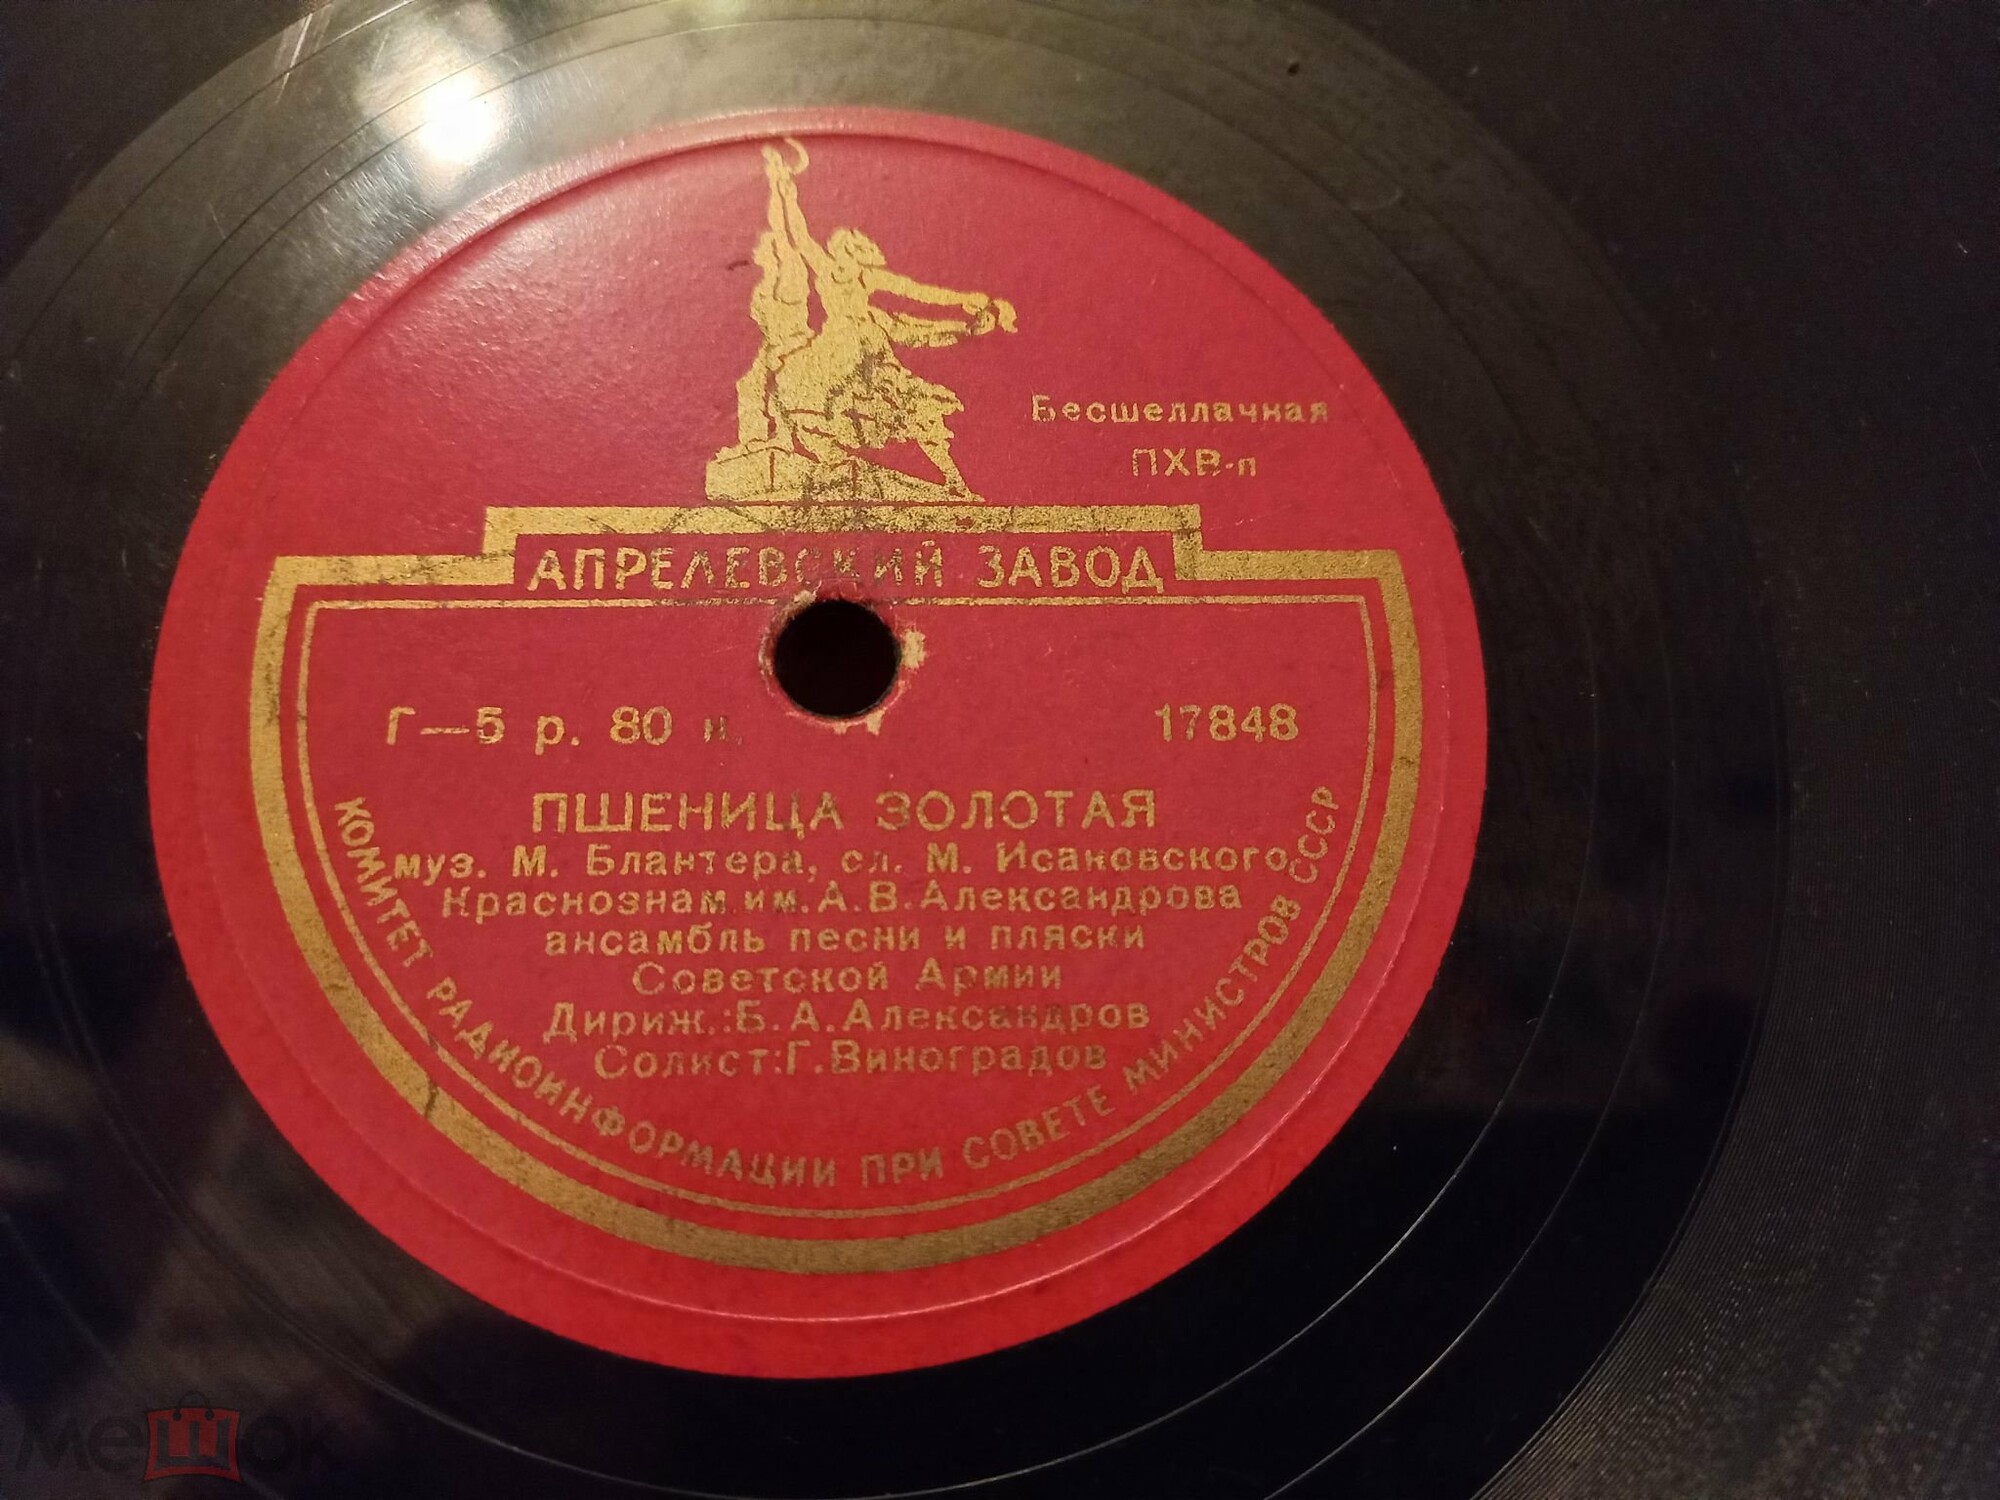 Бесшеллачная
ПХВ-п
АПРЕЛЕВСКИЙ ЗАВОД
Г—5 р. 80 к.
17848
ПШЕНИЦА ЗОЛОТАЯ
муз. М. Блантера, сл. М. Исаковского
Краснознам. им. А. В. Александрова
ансамбль песни и пляски
Советской Армии
Дириж.: Б. А. Александров
Солист: Г. Виноградов
КОМИТЕТ РАДИОИНФОРМАЦИИ ПРИ СОВЕТЕ МИНИСТРОВ СССР
мешок